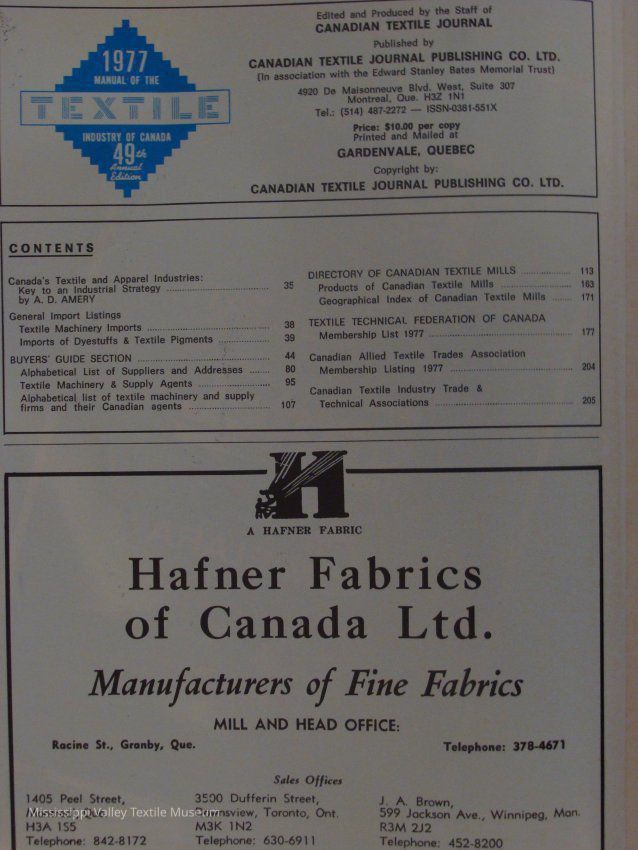 1977
MANUAL OF THE
TEXTILE
INDUSTRY OF CANADA
49th
Annual
Edition
Edited and Produced by the Staff of
CANADIAN TEXTILE JOURNAL
Published by
CANADIAN TEXTILE JOURNAL PUBLISHING CO. LTD.
(In association with the Edward Stanley Bates Memorial Trust)
4920 De Maisonneuve Blvd. West, Suite 307
Montreal, Que. H3Z 1N1
Tel.: (514) 487-2272 — ISSN-0381-551X
Price: $10.00 per copy
Printed and Mailed at
GARDENVALE, QUEBEC
Copyright by:
CANADIAN TEXTILE JOURNAL PUBLISHING CO. LTD.
CONTENTS
Canada's Textile and Apparel Industries:
Key to an Industrial Strategy ........ 35
by A. D. AMERY
General Import Listings
Textile Machinery Imports ........ 38
Imports of Dyestuffs & Textile Pigments ........ 39
BUYERS' GUIDE SECTION ........ 44
Alphabetical List of Suppliers and Addresses ........ 80
Textile Machinery & Supply Agents ........ 95
Alphabetical list of textile machinery and supply
firms and their Canadian agents ........ 107
DIRECTORY OF CANADIAN TEXTILE MILLS ........ 113
Products of Canadian Textile Mills ........ 163
Geographical Index of Canadian Textile Mills ........ 171
TEXTILE TECHNICAL FEDERATION OF CANADA
Membership List 1977 ........ 177
Canadian Allied Textile Trades Association
Membership Listing 1977 ........ 204
Canadian Textile Industry Trade &
Technical Associations ........ 205
H
A HAFNER FABRIC
Hafner Fabrics
of Canada Ltd.
Manufacturers of Fine Fabrics
MILL AND HEAD OFFICE:
Racine St., Granby, Que.
Telephone: 378-4671
Sales Offices
1405 Peel Street,
H3A 1S5
Telephone: 842-8172
3500 Dufferin Street,
Downsview, Toronto, Ont.
M3K 1N2
Telephone: 630-6911
J. A. Brown,
599 Jackson Ave., Winnipeg, Man.
R3M 2J2
Telephone: 452-8200
Mississippi Valley Textile Museum